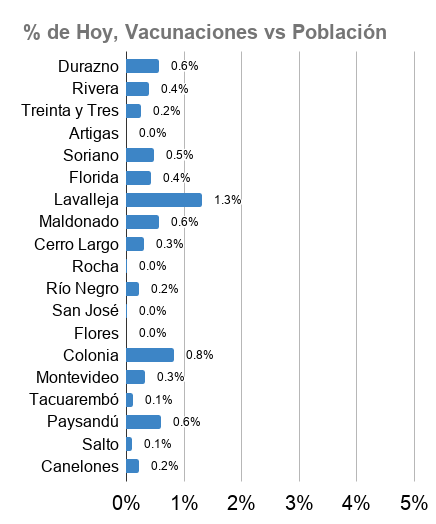 % de Hoy, Vacunaciones vs Población
Durazno 0.6%
Rivera 0.4%
Treinta y Tres 0.2%
Artigas 0.0%
Soriano 0.5%
Florida 0.4%
Lavalleja 1.3%
Maldonado 0.6%
Cerro Largo 0.3%
Rocha 0.0%
Río Negro 0.2%
San José 0.0%
Flores 0.0%
Colonia 0.8%
Montevideo 0.3%
Tacuarembó 0.1%
Paysandú 0.6%
Salto 0.1%
Canelones 0.2%
0% 1% 2% 3% 4% 5%